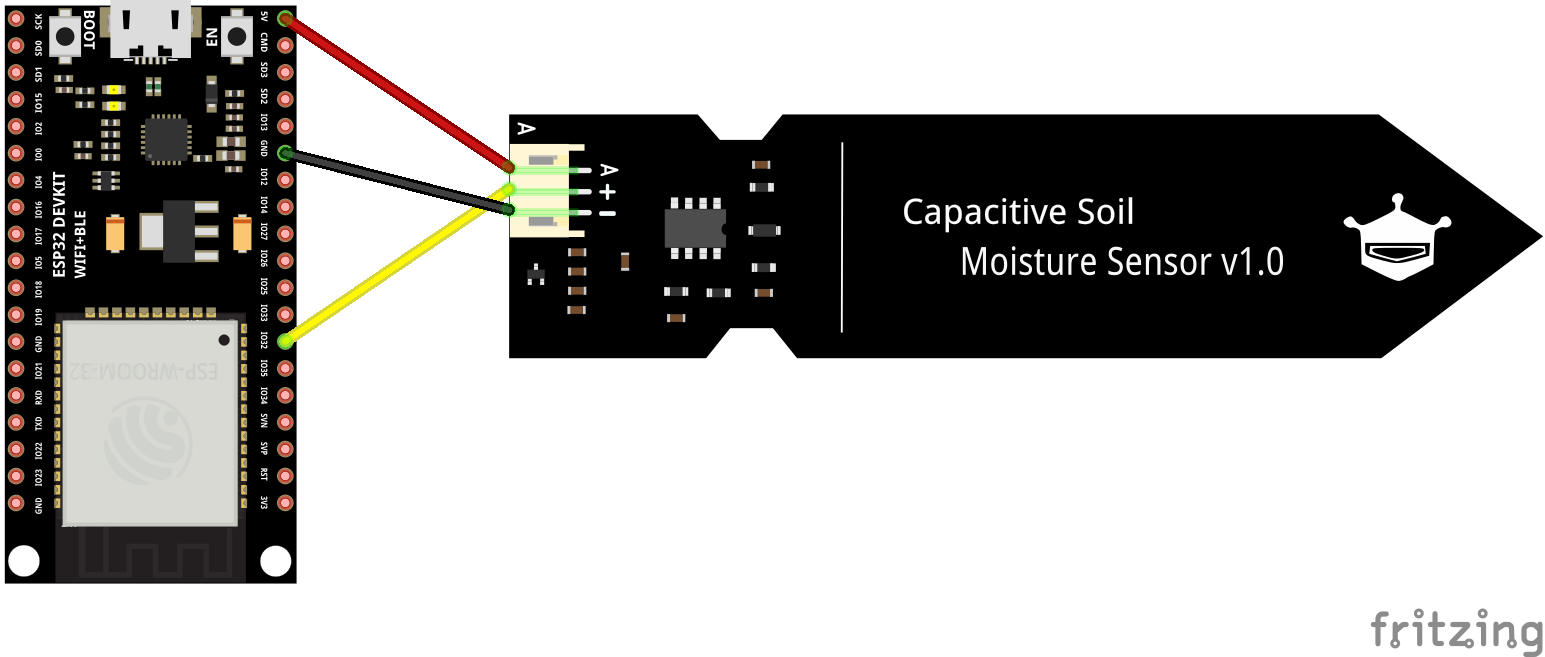 SCK
SD0
SD1
IO15
IO2
IO0
IO4
IO16
IO17
IO5
IO18
IO19
GND
IO21
RXD
TXD
IO22
IO23
GND
BOOT
EN
ESP32 DEVKIT
WIFI+BLE
ESP-WROOM-32
5V
CMD
SD3
SD2
IO13
GND
IO12
IO14
IO27
IO26
IO25
IO33
IO32
IO35
IO34
SVN
SVP
RST
3V3
A
A
+
−
Capacitive Soil
Moisture Sensor v1.0
fritzing